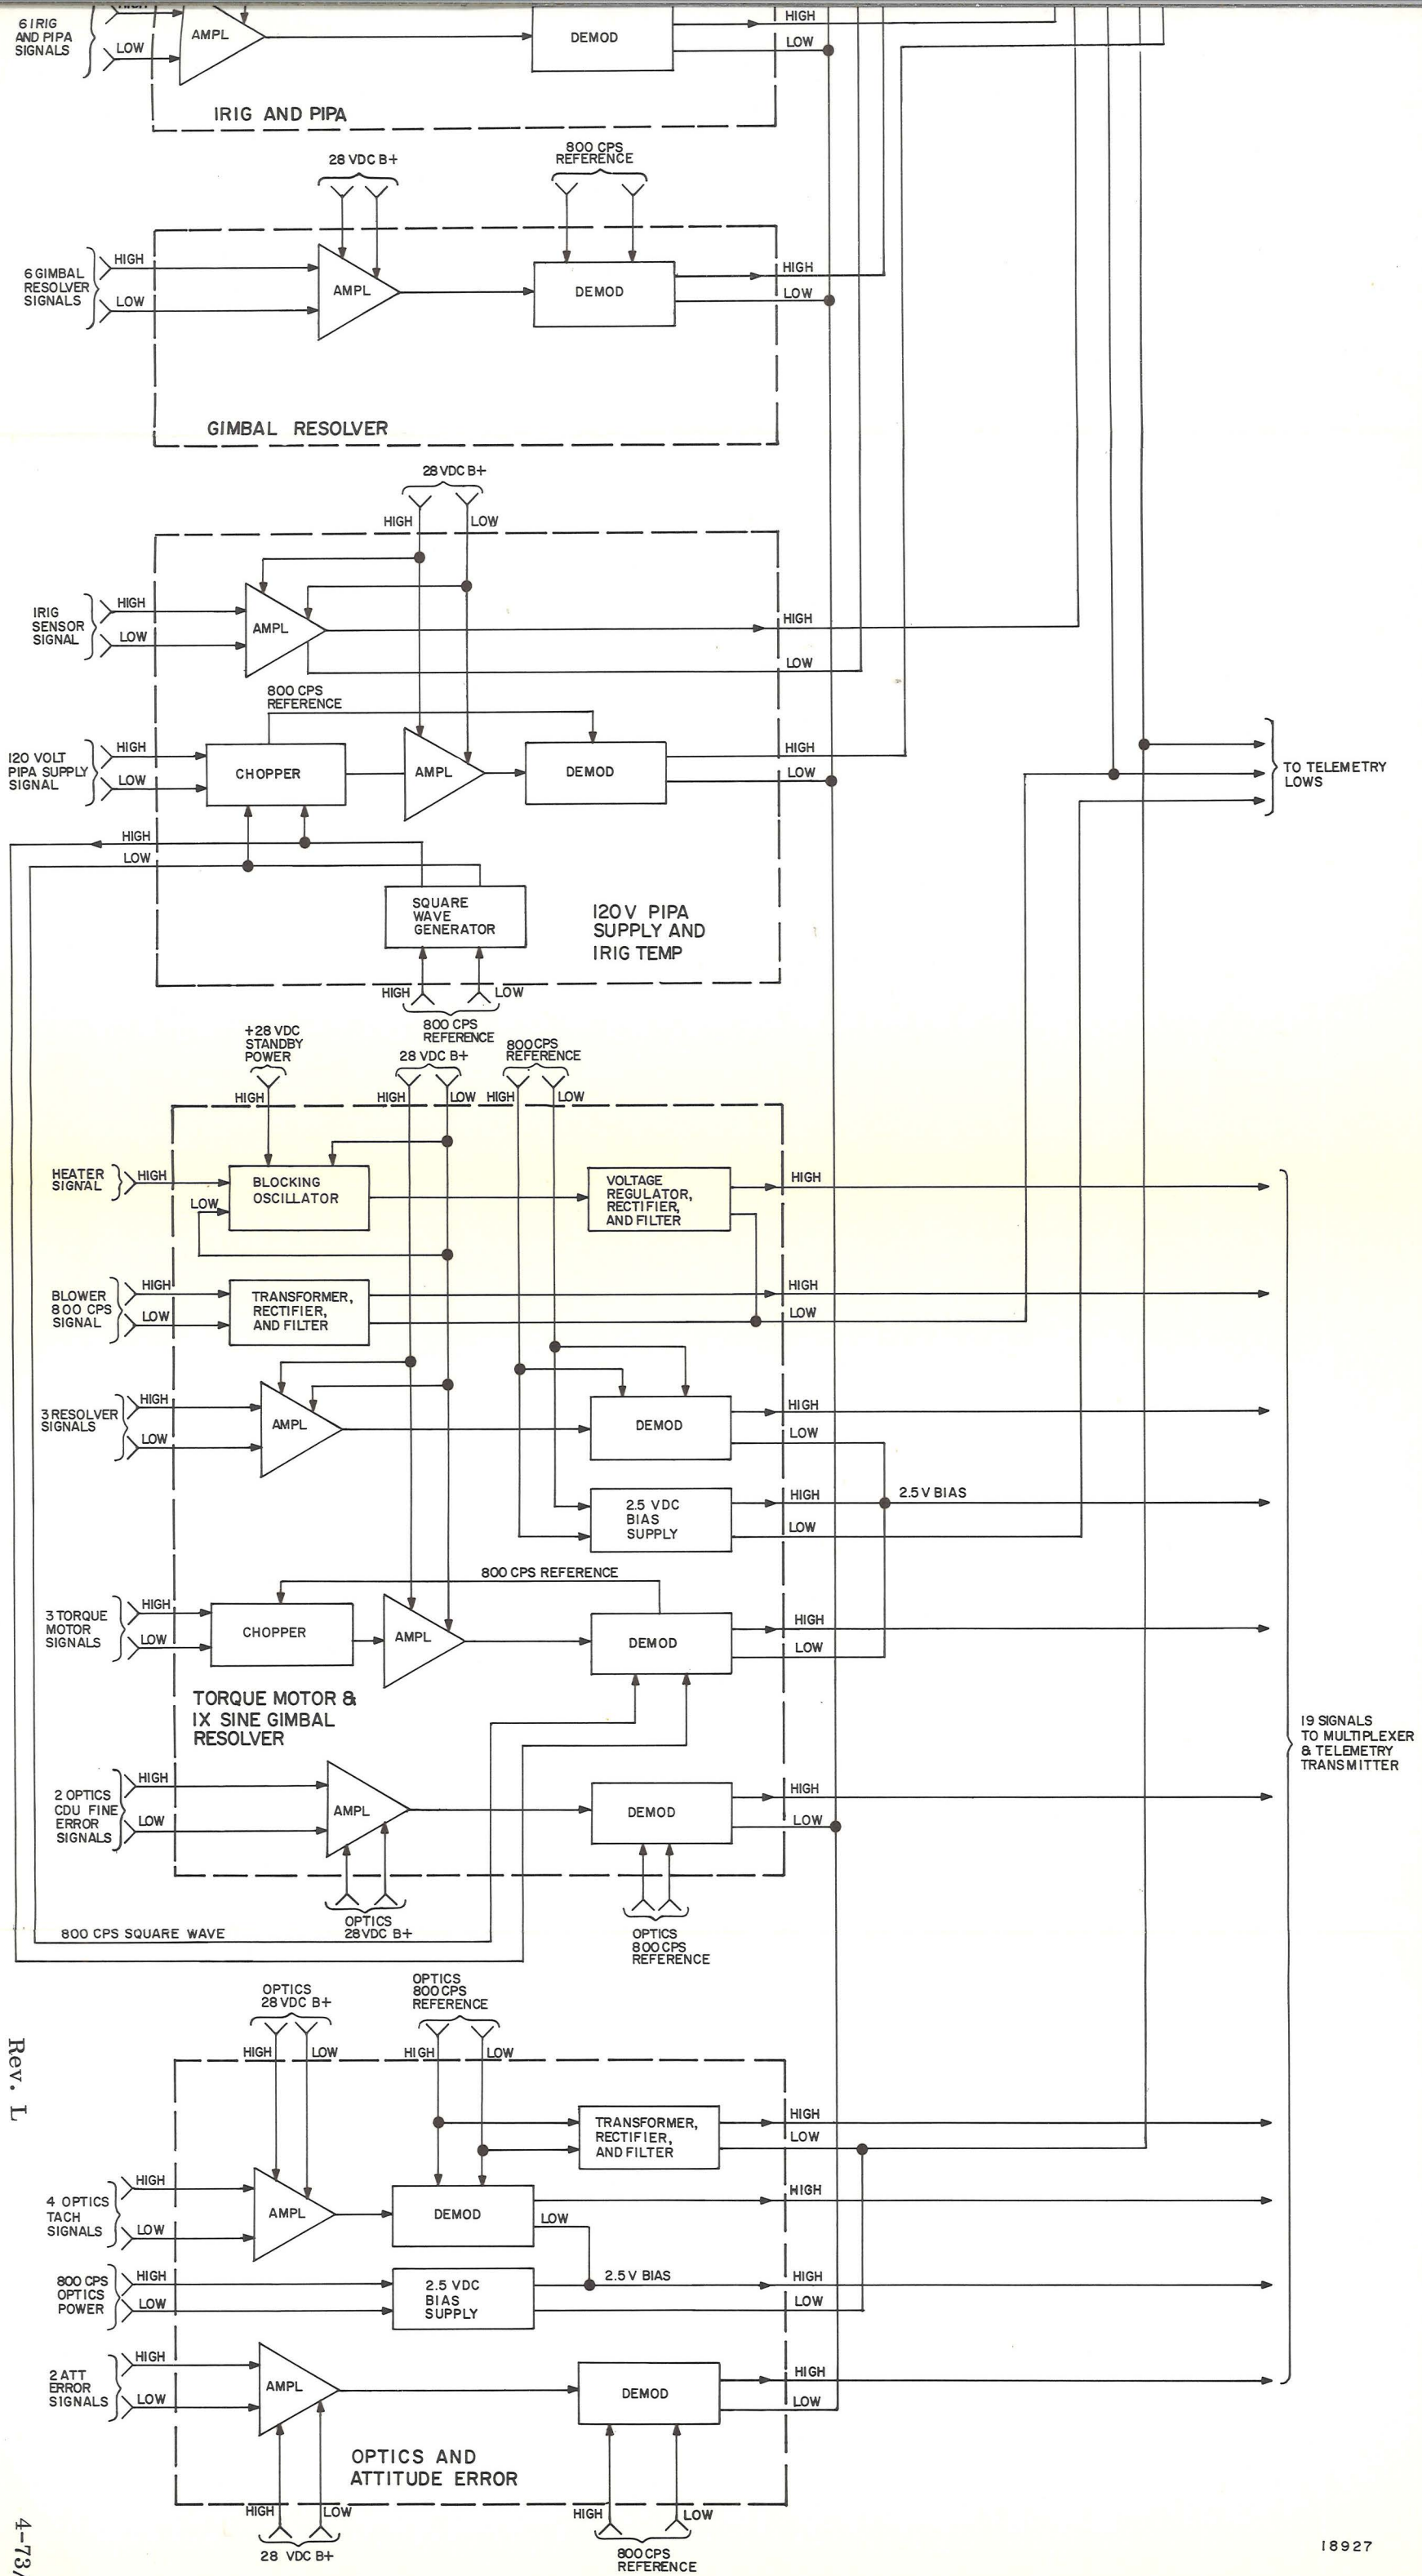 6 IRIG
AND PIPA
SIGNALS
HIGH
LOW
AMPL
DEMOD
HIGH
LOW
IRIG AND PIPA
28 VDC B+
800 CPS
REFERENCE
6 GIMBAL
RESOLVER
SIGNALS
HIGH
LOW
AMPL
DEMOD
HIGH
LOW
GIMBAL RESOLVER
28 VDC B+
HIGH
LOW
IRIG
SENSOR
SIGNAL
HIGH
LOW
AMPL
HIGH
LOW
800 CPS
REFERENCE
120 VOLT
PIPA SUPPLY
SIGNAL
HIGH
LOW
CHOPPER
AMPL
DEMOD
HIGH
LOW
TO TELEMETRY
LOWS
HIGH
LOW
SQUARE
WAVE
GENERATOR
120V PIPA
SUPPLY AND
IRIG TEMP
HIGH
LOW
800 CPS
REFERENCE
+28 VDC
STANDBY
POWER
HIGH
28 VDC B+
HIGH
LOW
800 CPS
REFERENCE
HIGH
LOW
HEATER
SIGNAL
HIGH
LOW
BLOCKING
OSCILLATOR
VOLTAGE
REGULATOR,
RECTIFIER,
AND FILTER
HIGH
BLOWER
800 CPS
SIGNAL
HIGH
LOW
TRANSFORMER,
RECTIFIER,
AND FILTER
HIGH
LOW
3 RESOLVER
SIGNALS
HIGH
LOW
AMPL
DEMOD
HIGH
LOW
2.5 VDC
BIAS
SUPPLY
HIGH
LOW
2.5 V BIAS
800 CPS REFERENCE
3 TORQUE
MOTOR
SIGNALS
HIGH
LOW
CHOPPER
AMPL
DEMOD
HIGH
LOW
TORQUE MOTOR &
1X SINE GIMBAL
RESOLVER
19 SIGNALS
TO MULTIPLEXER
& TELEMETRY
TRANSMITTER
2 OPTICS
CDU FINE
ERROR
SIGNALS
HIGH
LOW
AMPL
DEMOD
HIGH
LOW
OPTICS
28VDC B+
OPTICS
800 CPS
REFERENCE
800 CPS SQUARE WAVE
OPTICS
28 VDC B+
HIGH
LOW
OPTICS
800 CPS
REFERENCE
HIGH
LOW
TRANSFORMER,
RECTIFIER,
AND FILTER
HIGH
LOW
4 OPTICS
TACH
SIGNALS
HIGH
LOW
AMPL
DEMOD
LOW
HIGH
800 CPS
OPTICS
POWER
HIGH
LOW
2.5 VDC
BIAS
SUPPLY
2.5 V BIAS
HIGH
LOW
2 ATT
ERROR
SIGNALS
HIGH
LOW
AMPL
DEMOD
HIGH
LOW
OPTICS AND
ATTITUDE ERROR
HIGH
LOW
28 VDC B+
HIGH
LOW
800 CPS
REFERENCE
Rev. L
4-73/
18927